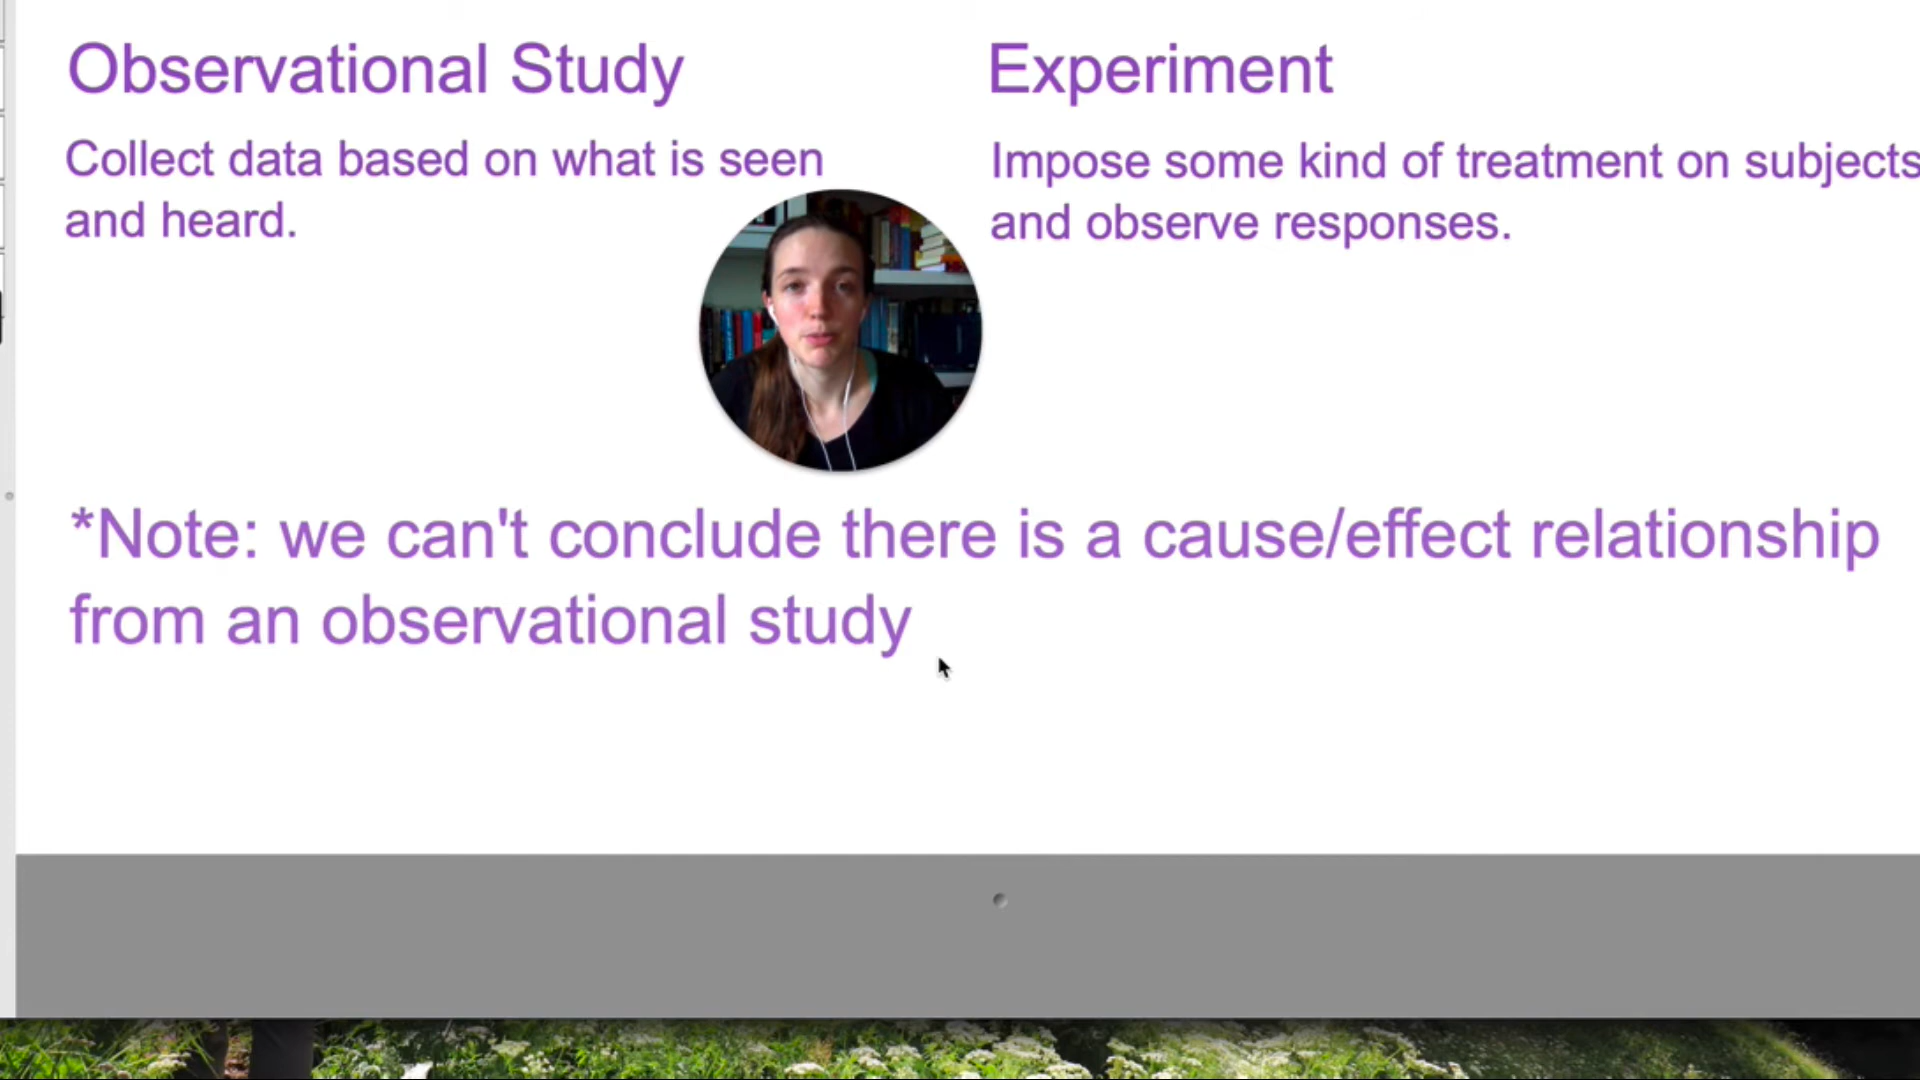 Observational Study
Experiment
Collect data based on what is seen
and heard.
Impose some kind of treatment on subjects
and observe responses.
*Note: we can't conclude there is a cause/effect relationship
from an observational study